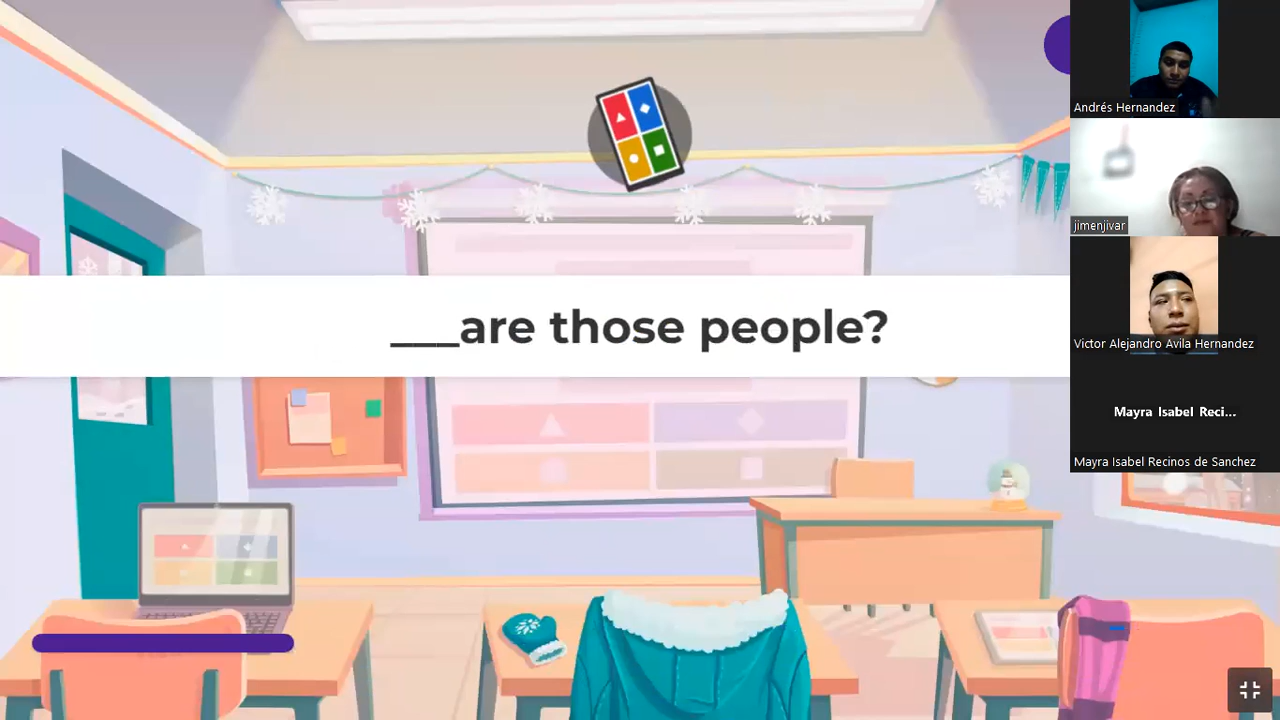 ___are those people?
Andrés Hernandez
jimenjivar
Victor Alejandro Avila Hernandez
Mayra Isabel Reci...
Mayra Isabel Recinos de Sanchez